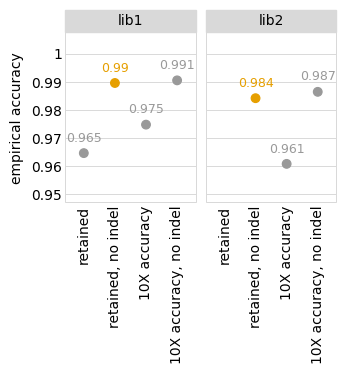 lib1
lib2
empirical accuracy
1
0.99
0.98
0.97
0.96
0.95
0.965
0.99
0.975
0.991
0.984
0.961
0.987
retained
retained, no indel
10X accuracy
10X accuracy, no indel
retained
retained, no indel
10X accuracy
10X accuracy, no indel